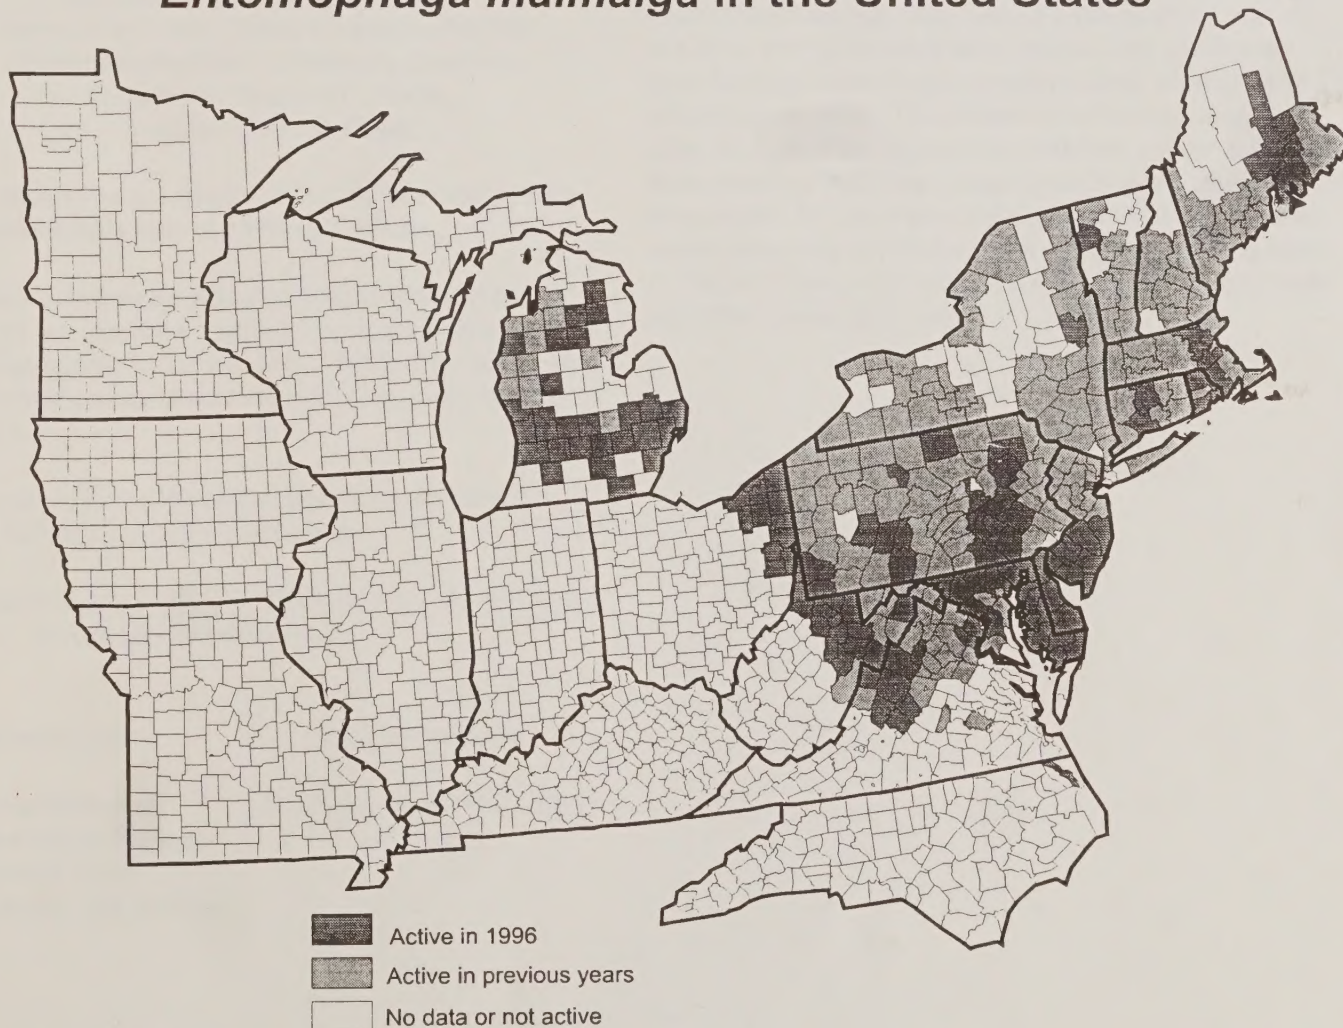 Entomophaga maimaiga in the United States
Active in 1996
Active in previous years
No data or not active